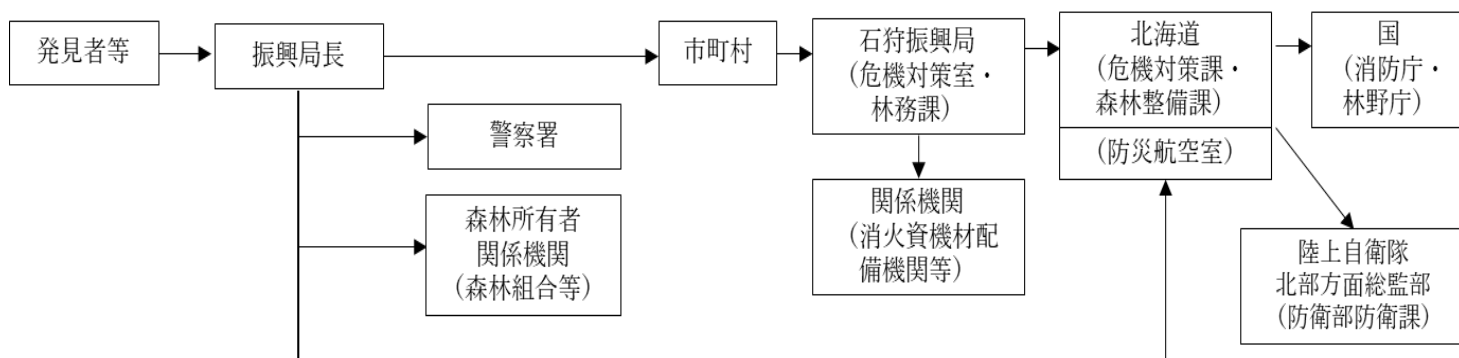 発見者等
振興局長
市町村
石狩振興局
(危機対策室・
林務課)
北海道
(危機対策課・
森林整備課)
(防災航空室)
国
(消防庁・
林野庁)
警察署
森林所有者
関係機関
(森林組合等)
関係機関
(消火資機材配
備機関等)
陸上自衛隊
北部方面総監部
(防衛部防衛課)